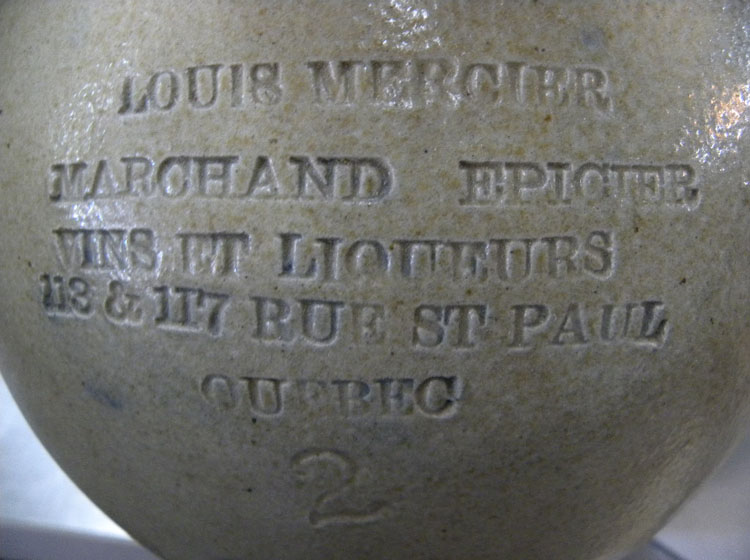 LOUIS MERCIER
MARCHAND EPICIER
VINS ET LIQUEURS
113 & 117 RUE ST PAUL
QUEBEC
2